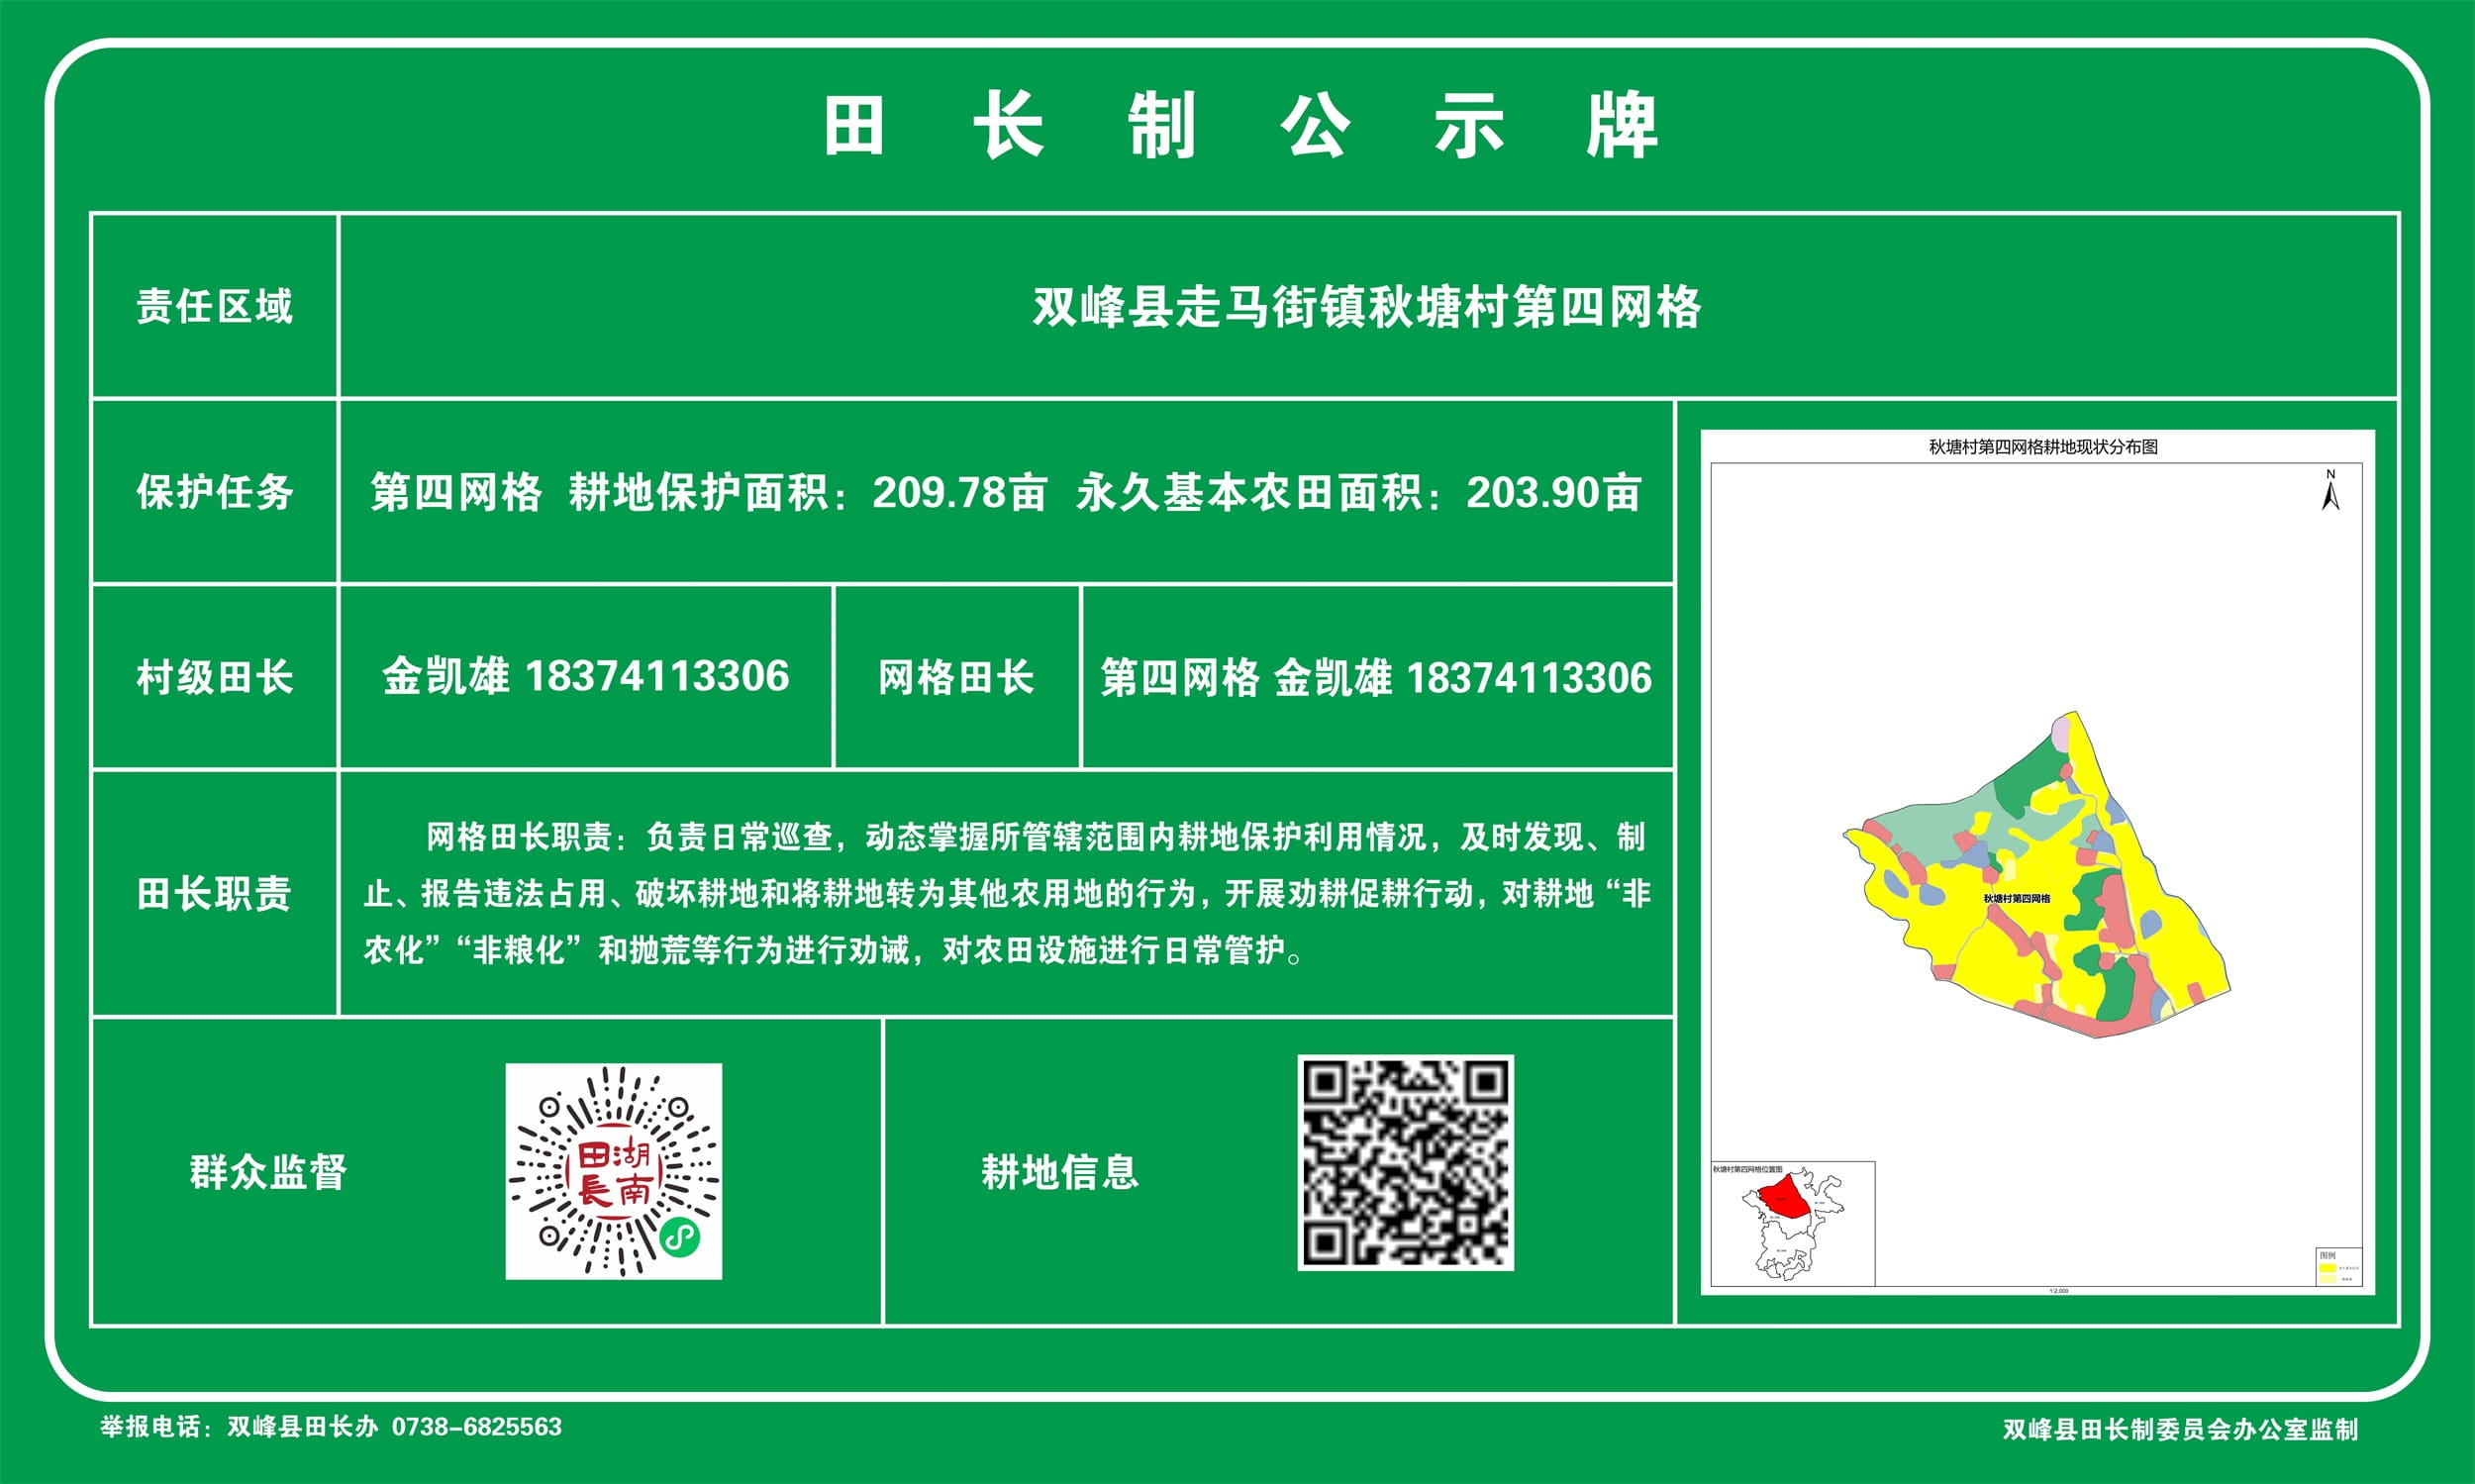 田长制公示牌
责任区域
双峰县走马街镇秋塘村第四网格
保护任务
第四网格 耕地保护面积：209.78亩 永久基本农田面积：203.90亩
村级田长
金凯雄 18374113306
网格田长
第四网格 金凯雄 18374113306
田长职责
网格田长职责：负责日常巡查，动态掌握所管辖范围内耕地保护利用情况，及时发现、制
止、报告违法占用、破坏耕地和将耕地转为其他农用地的行为，开展劝耕促耕行动，对耕地“非
农化”“非粮化”和抛荒等行为进行劝诫，对农田设施进行日常管护。
群众监督
湖南
田長
耕地信息
秋塘村第四网格耕地现状分布图
N
秋塘村第四网格
秋塘村第四网格位置图
图例
1:2,000
举报电话：双峰县田长办 0738-6825563
双峰县田长制委员会办公室监制